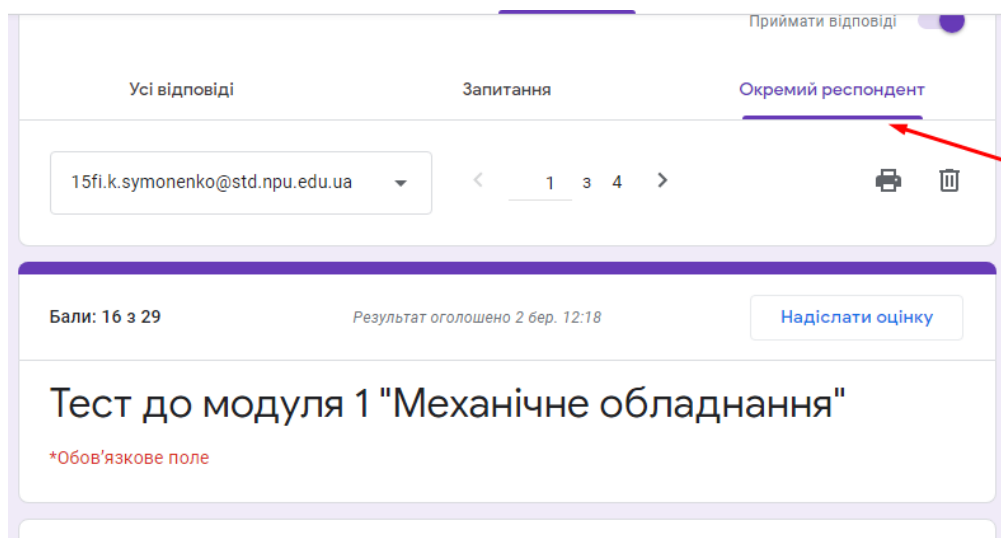 Приймати відповіді
Усі відповіді Запитання Окремий респондент
15fi.k.symonenko@std.npu.edu.ua 1 з 4
Бали: 16 з 29 Результат оголошено 2 бер. 12:18 Надіслати оцінку
Тест до модуля 1 "Механічне обладнання"
*Обов'язкове поле